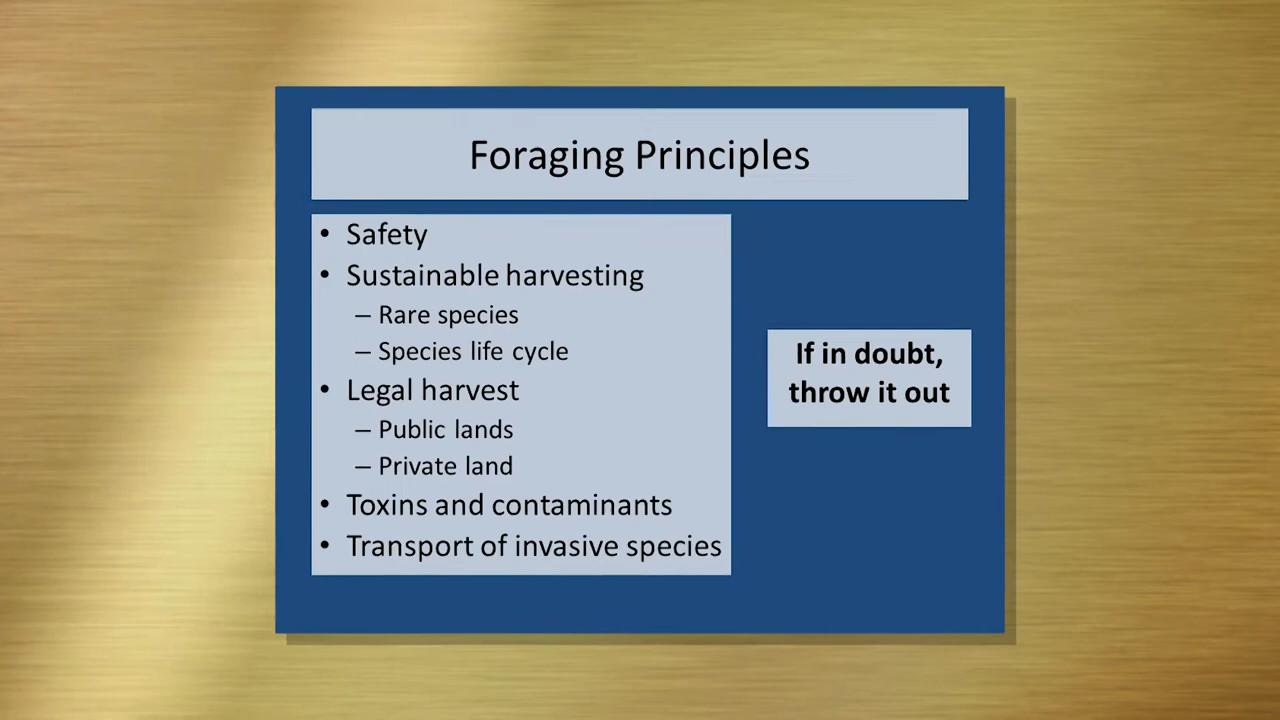 Foraging Principles
• Safety
• Sustainable harvesting
– Rare species
– Species life cycle
• Legal harvest
– Public lands
– Private land
• Toxins and contaminants
• Transport of invasive species
If in doubt,
throw it out